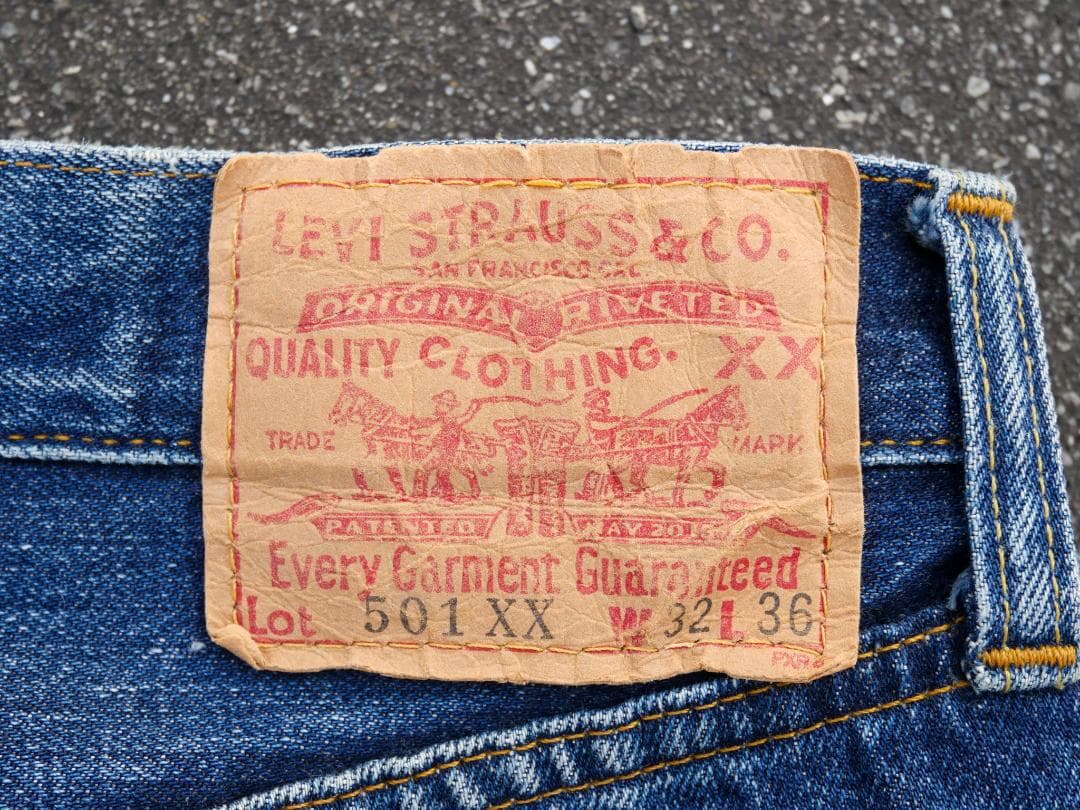 LEVI STRAUSS & CO.
SAN FRANCISCO CAL.
ORIGINAL RIVETED
QUALITY CLOTHING. XX
TRADE MARK
PATENTED MAY 20 18
Every Garment Guaranteed
Lot 501 XX W 32 L 36